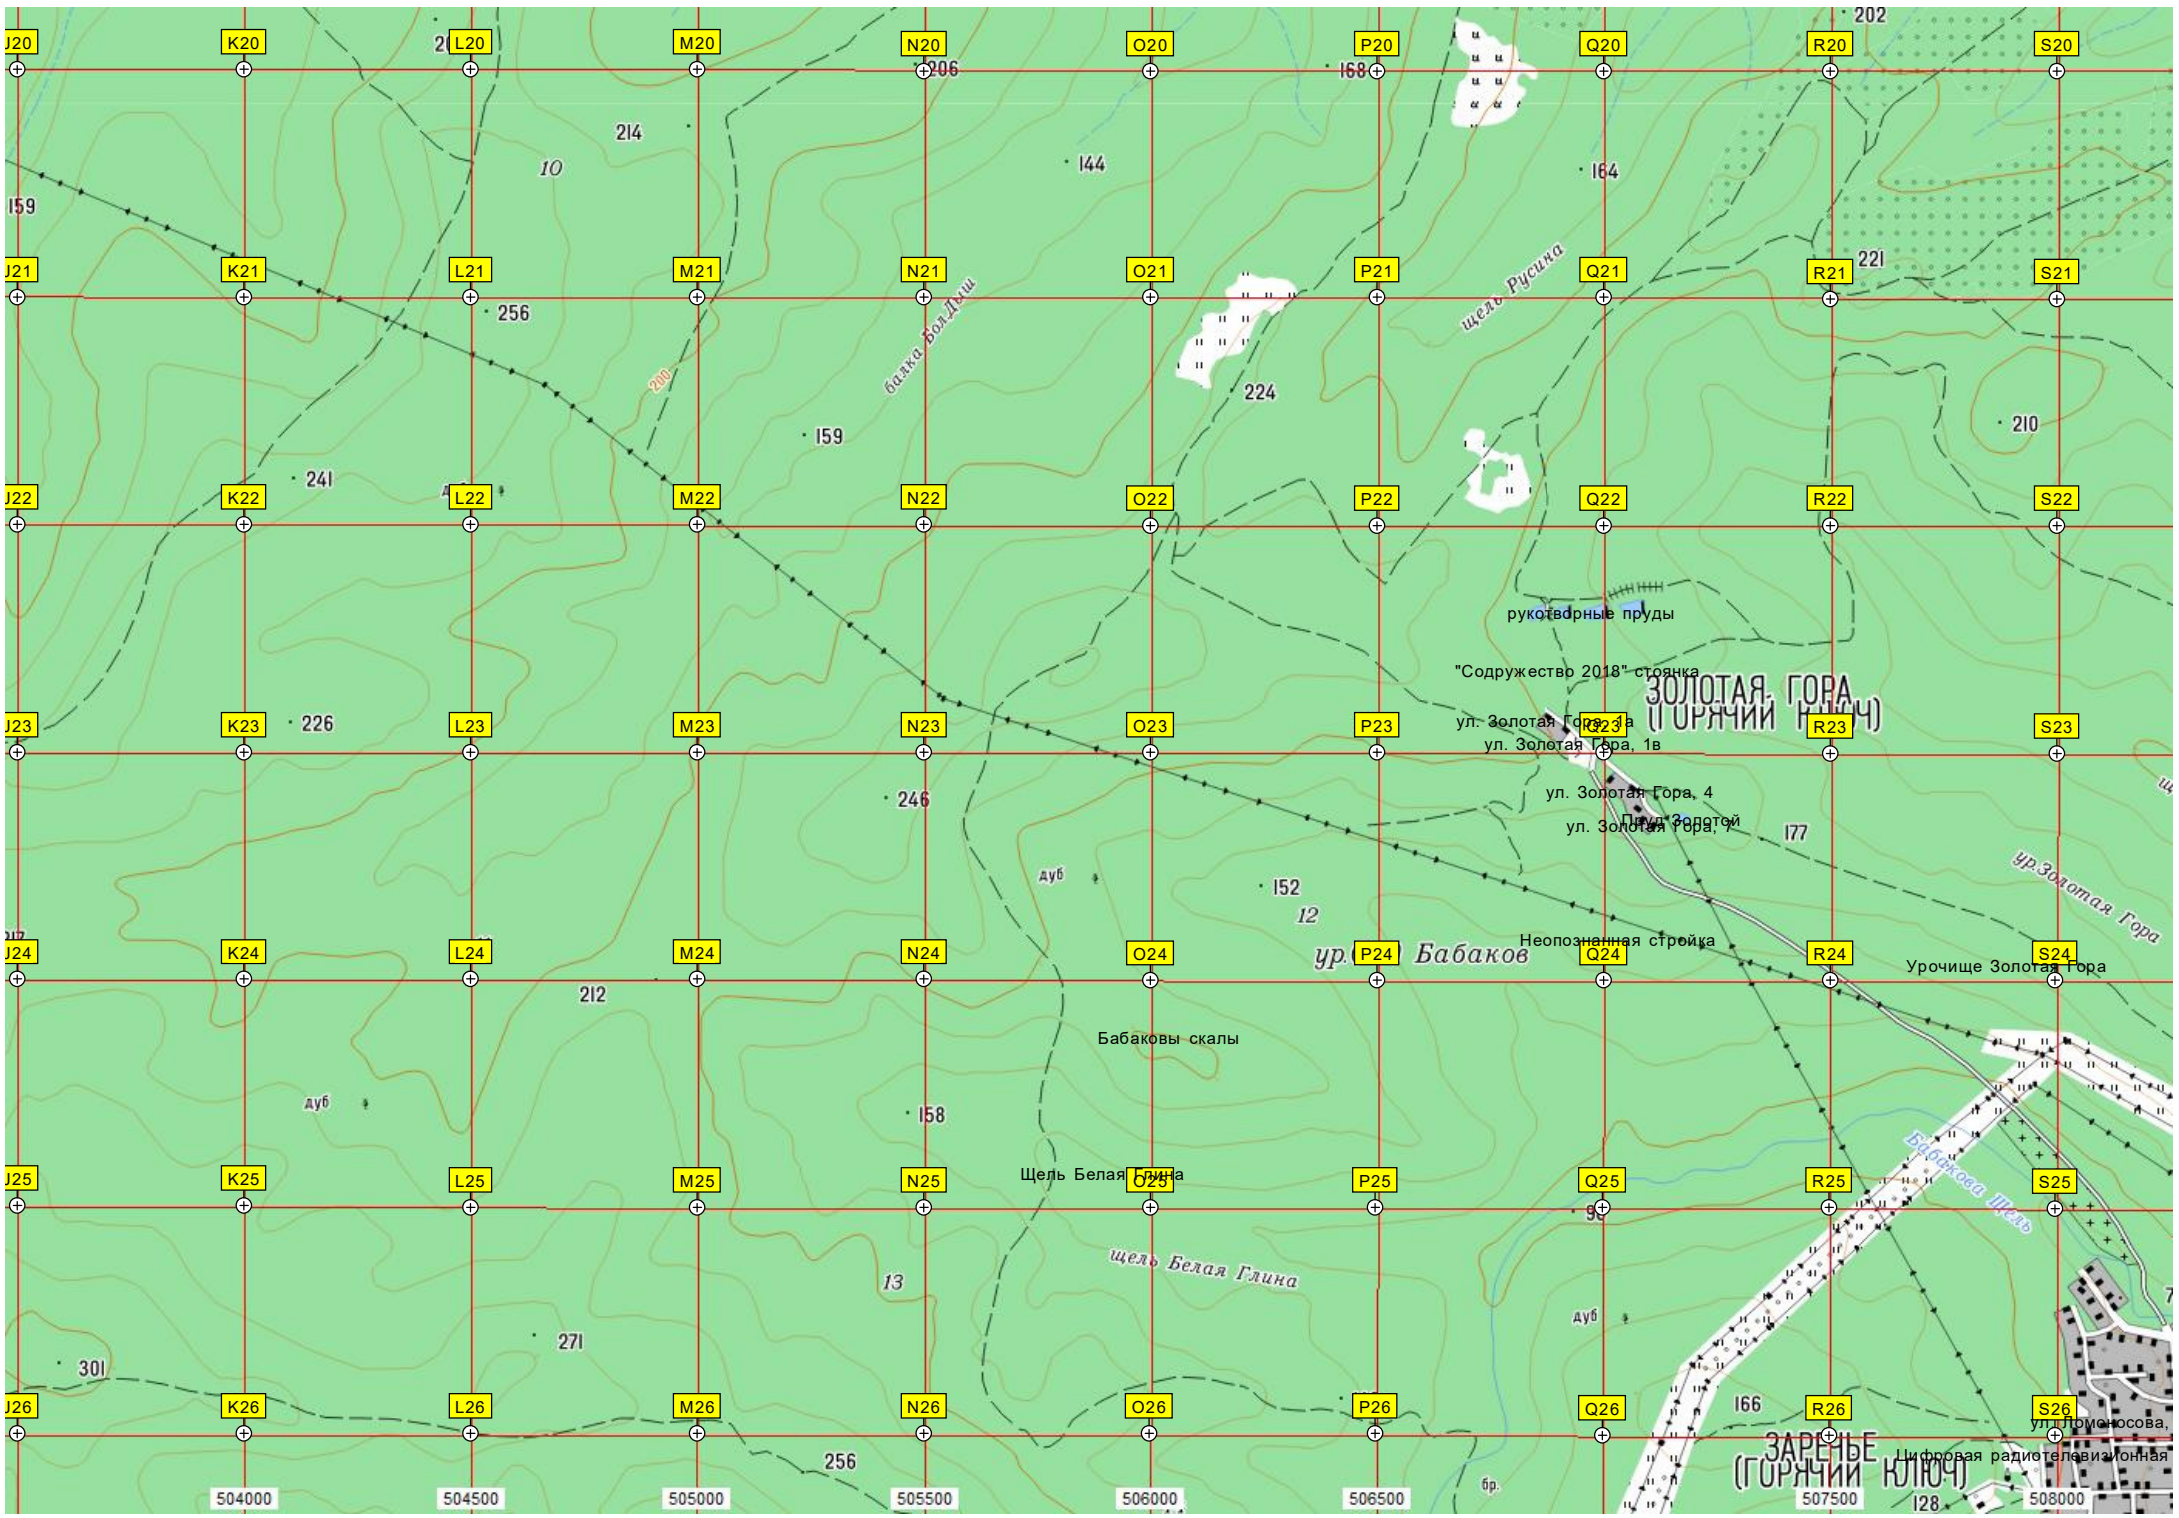 202
J20 K20 L20 M20 N20 O20 P20 Q20 R20 S20
206
168
214
10
144
164
159
щель Русина
221
J21 K21 L21 M21 N21 O21 P21 Q21 R21 S21
256
балка БолДыш
200
224
159
210
241
J22 K22 L22 M22 N22 O22 P22 Q22 R22 S22
рукотворные пруды
"Содружество 2018" стоянка
ЗОЛОТАЯ ГОРА
(ГОРЯЧИЙ КЛЮЧ)
226
ул. Золотая Гора, 1а
J23 K23 L23 M23 N23 O23 P23 Q23 R23 S23
ул. Золотая Гора, 1в
246
ул. Золотая Гора, 4
Пруд Золотой
ул. Золотая Гора, 7
177
ур.Золотая Гора
дуб
152
12
217
Неопознанная стройка
ур. Бабаков
J24 K24 L24 M24 N24 O24 P24 Q24 R24 S24
Урочище Золотая Гора
212
Бабаковы скалы
дуб
158
Бабакова Щель
Щель Белая Глина
J25 K25 L25 M25 N25 O25 P25 Q25 R25 S25
щель Белая Глина
13
дуб
271
301
J26 K26 L26 M26 N26 O26 P26 Q26 R26 S26
166
ул. Ломоносова,
ЗАРЕЧЬЕ
(ГОРЯЧИЙ КЛЮЧ)
Цифровая радиотелевизионная
256
бр.
128
504000 504500 505000 505500 506000 506500 507500 508000